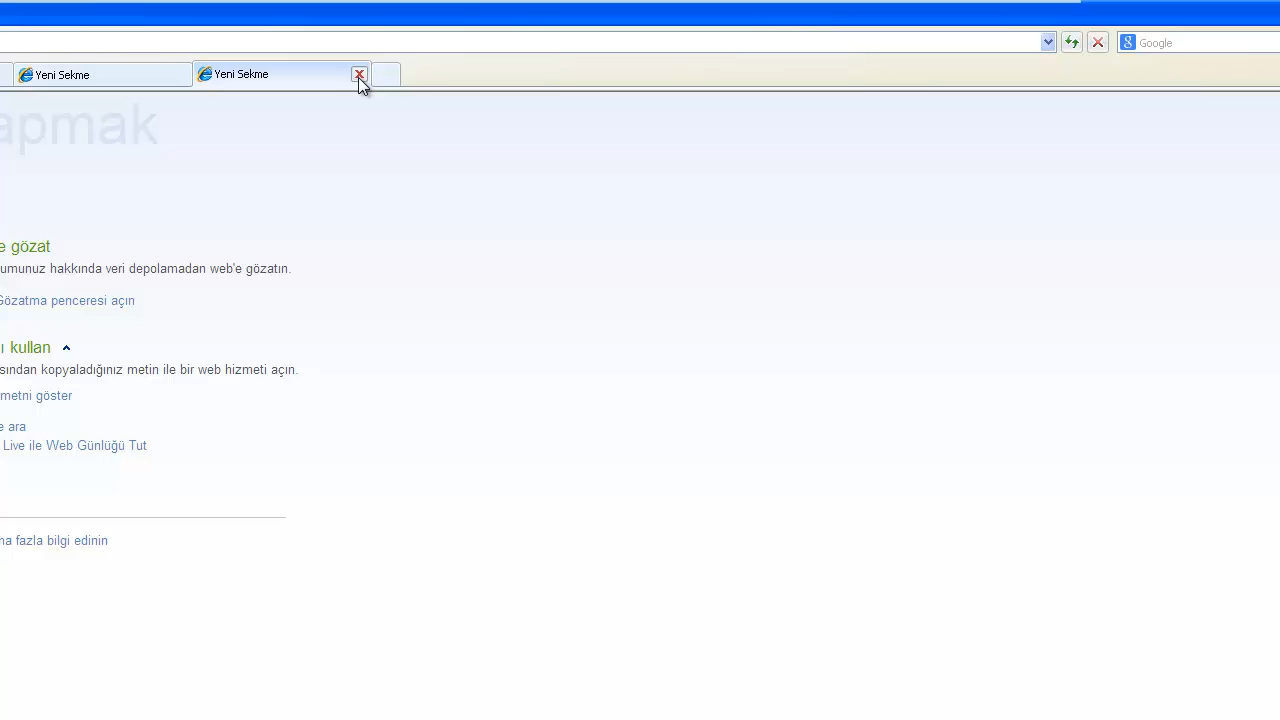 Google
Yeni Sekme
Yeni Sekme
apmak
e gözat
umunuz hakkında veri depolamadan web'e gözatın.
Gözatma penceresi açın
ı kullan
sından kopyaladığınız metin ile bir web hizmeti açın.
metni göster
e ara
Live ile Web Günlüğü Tut
ma fazla bilgi edinin